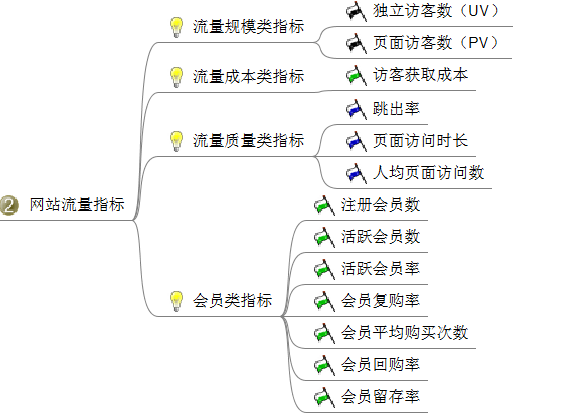 2 网站流量指标
流量规模类指标
独立访客数（UV）
页面访客数（PV）
流量成本类指标
访客获取成本
流量质量类指标
跳出率
页面访问时长
人均页面访问数
会员类指标
注册会员数
活跃会员数
活跃会员率
会员复购率
会员平均购买次数
会员回购率
会员留存率